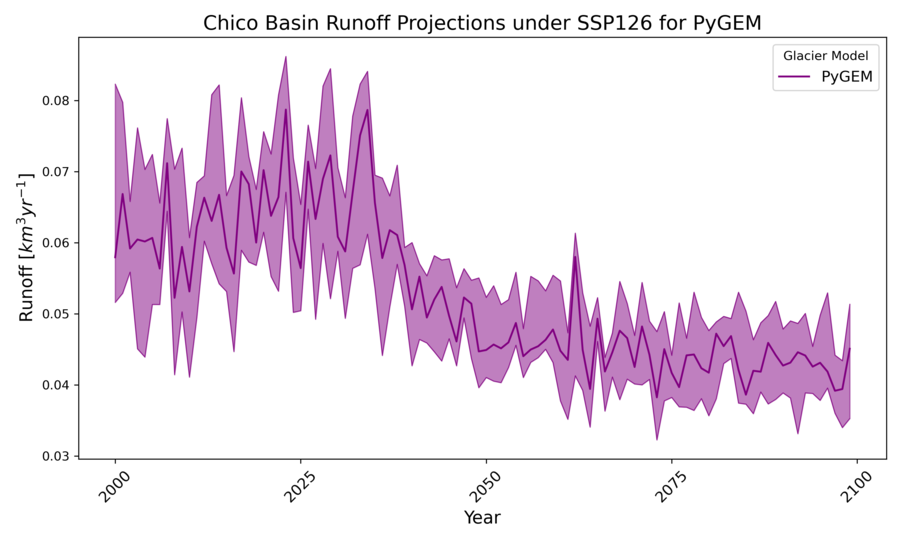 Chico Basin Runoff Projections under SSP126 for PyGEM
Glacier Model
PyGEM
0.08
0.07
0.06
0.05
0.04
0.03
Runoff [km³yr⁻¹]
2000
2025
2050
2075
2100
Year